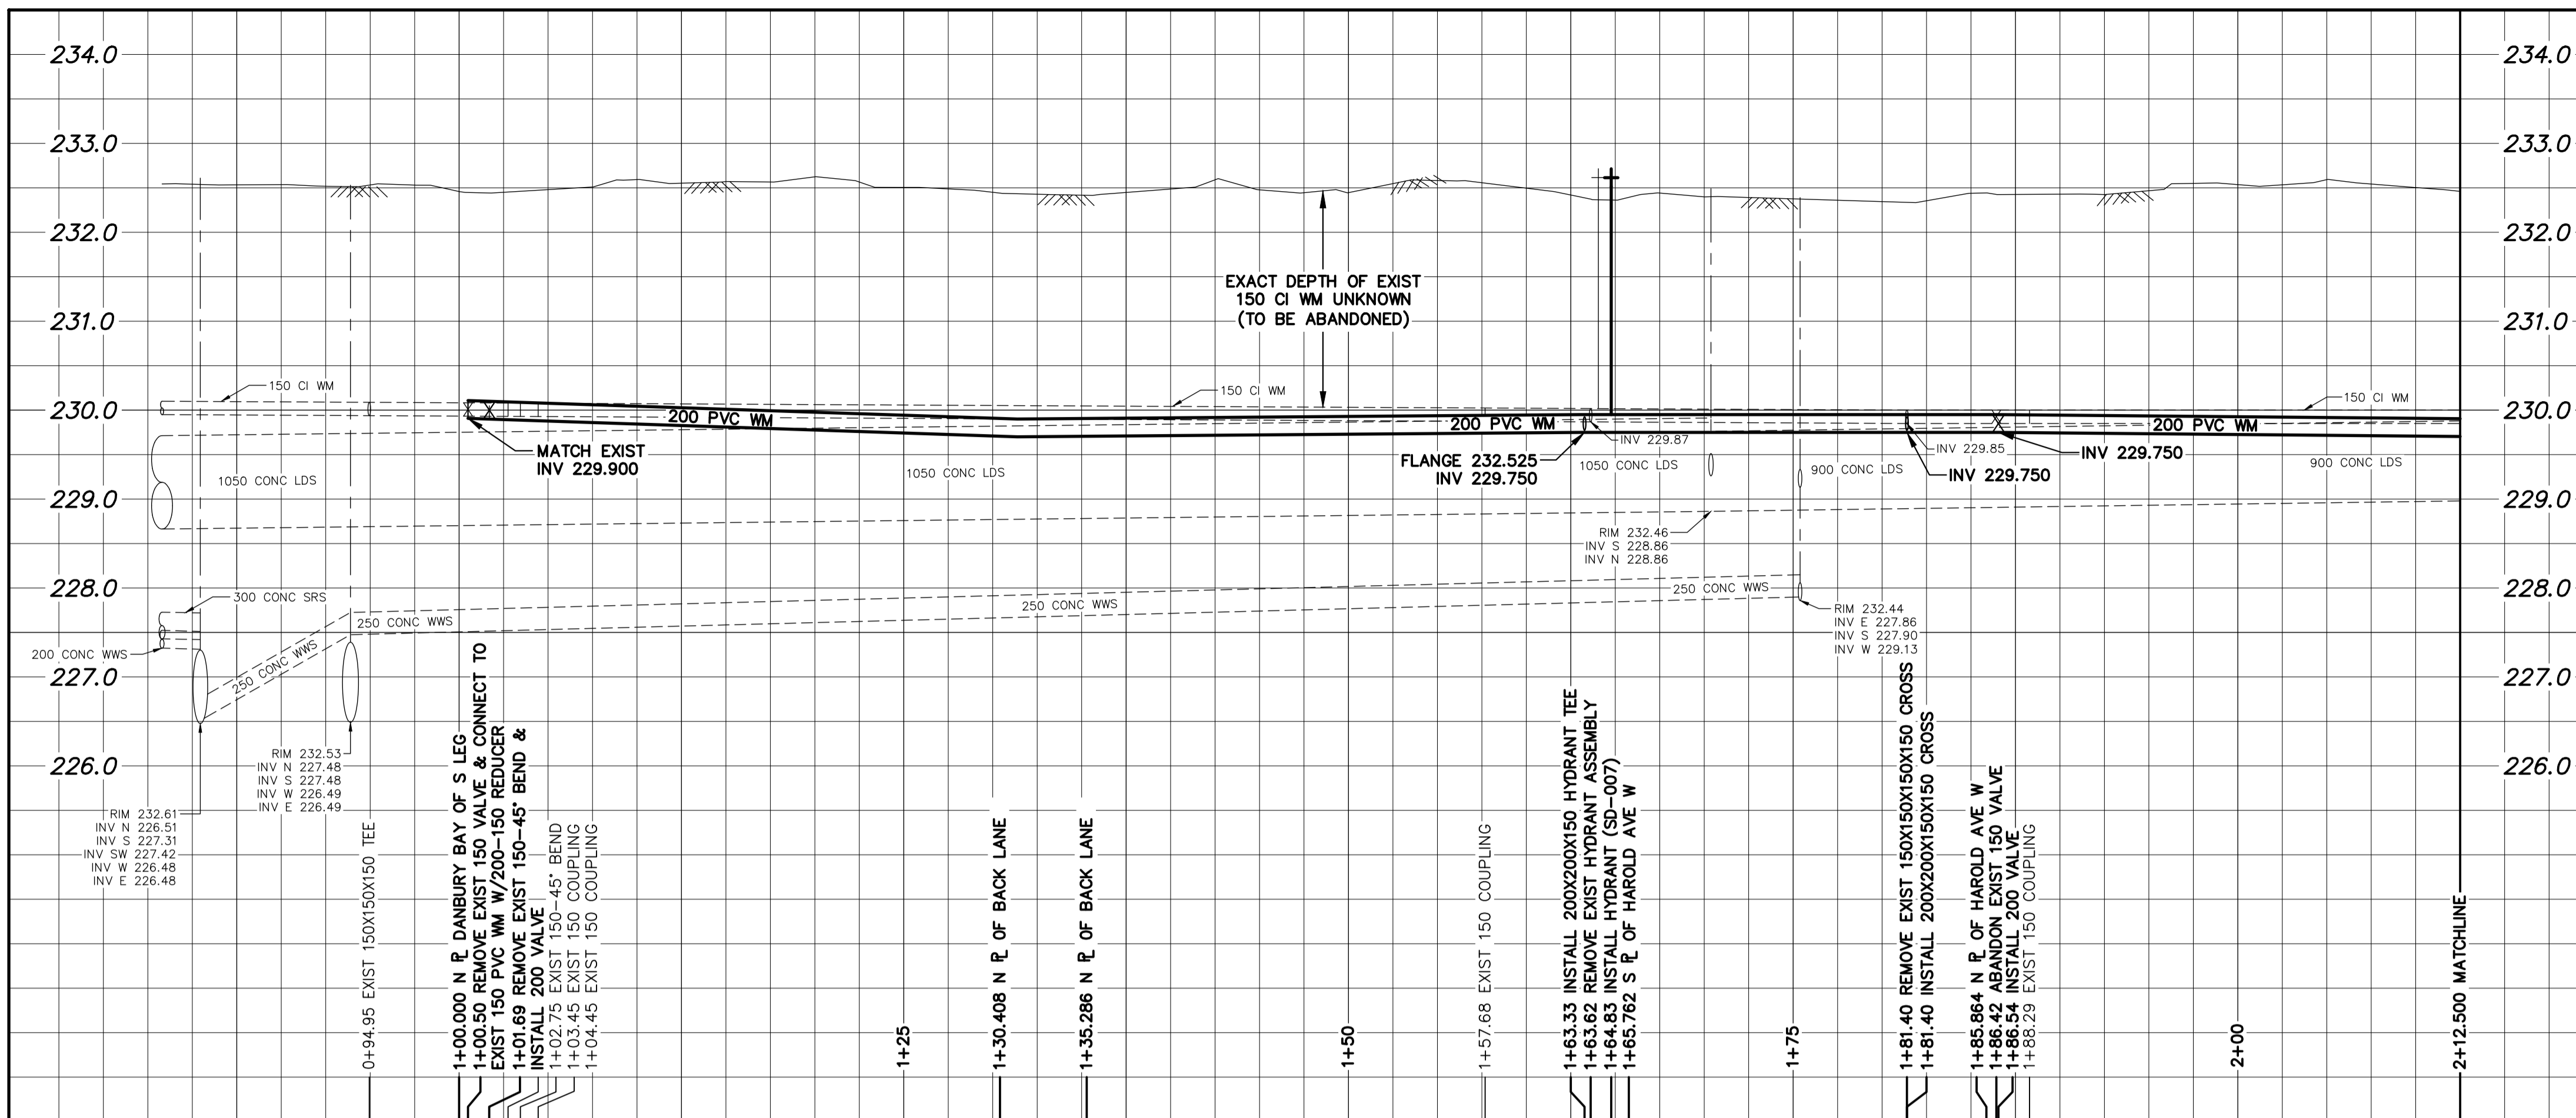 234.0
234.0
233.0
233.0
232.0
232.0
231.0
231.0
230.0
230.0
229.0
229.0
228.0
228.0
227.0
227.0
226.0
226.0
EXACT DEPTH OF EXIST
150 CI WM UNKNOWN
(TO BE ABANDONED)
150 CI WM
150 CI WM
150 CI WM
200 PVC WM
200 PVC WM
200 PVC WM
MATCH EXIST
INV 229.900
INV 229.87
FLANGE 232.525
INV 229.750
INV 229.85
INV 229.750
INV 229.750
1050 CONC LDS
1050 CONC LDS
1050 CONC LDS
900 CONC LDS
900 CONC LDS
RIM 232.46
INV S 228.86
INV N 228.86
300 CONC SRS
200 CONC WWS
250 CONC WWS
250 CONC WWS
250 CONC WWS
250 CONC WWS
RIM 232.44
INV E 227.86
INV S 227.90
INV W 229.13
RIM 232.53
INV N 227.48
INV S 227.48
INV W 226.49
INV E 226.49
RIM 232.61
INV N 226.51
INV S 227.31
INV SW 227.42
INV W 226.48
INV E 226.48
0+94.95 EXIST 150X150X150 TEE
1+00.000 N ℙL DANBURY BAY OF S LEG
1+00.50 REMOVE EXIST 150 VALVE & CONNECT TO
EXIST 150 PVC WM W/200-150 REDUCER
1+01.69 REMOVE EXIST 150-45° BEND &
INSTALL 200 VALVE
1+02.75 EXIST 150-45° BEND
1+03.45 EXIST 150 COUPLING
1+04.45 EXIST 150 COUPLING
1+25
1+30.408 N ℙL OF BACK LANE
1+35.286 N ℙL OF BACK LANE
1+50
1+57.68 EXIST 150 COUPLING
1+63.33 INSTALL 200X200X150 HYDRANT TEE
1+63.62 REMOVE EXIST HYDRANT ASSEMBLY
1+64.83 INSTALL HYDRANT (SD-007)
1+65.762 S ℙL OF HAROLD AVE W
1+75
1+81.40 REMOVE EXIST 150X150X150X150 CROSS
1+81.40 INSTALL 200X200X150X150 CROSS
1+85.864 N ℙL OF HAROLD AVE W
1+86.42 ABANDON EXIST 150 VALVE
1+86.54 INSTALL 200 VALVE
1+88.29 EXIST 150 COUPLING
2+00
2+12.500 MATCHLINE